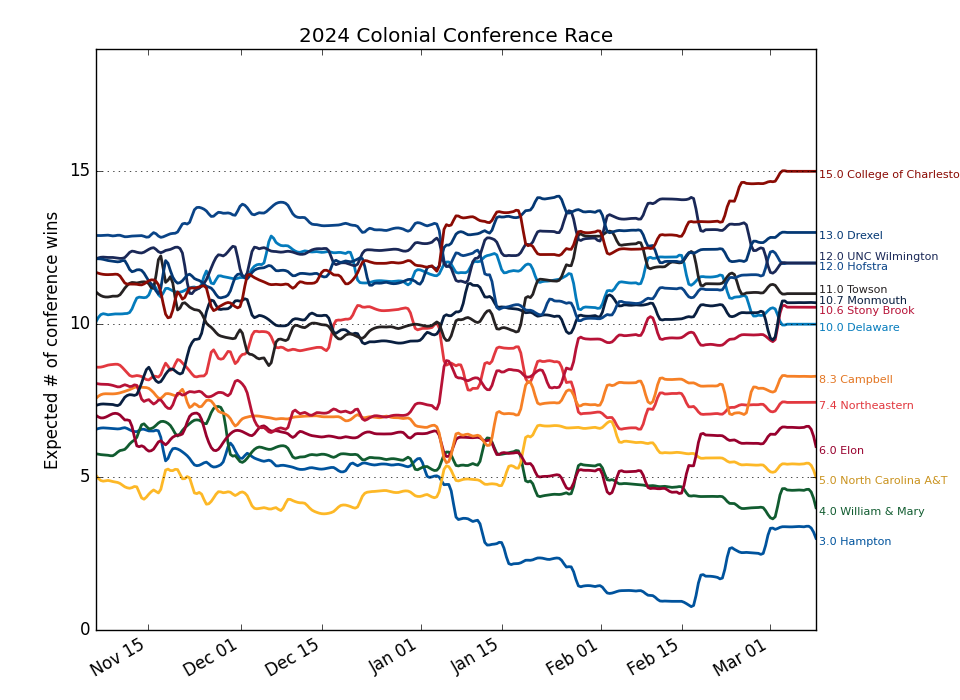 2024 Colonial Conference Race
Expected # of conference wins
15
10
5
0
Nov 15
Dec 01
Dec 15
Jan 01
Jan 15
Feb 01
Feb 15
Mar 01
15.0 College of Charlesto
13.0 Drexel
12.0 UNC Wilmington
12.0 Hofstra
11.0 Towson
10.7 Monmouth
10.6 Stony Brook
10.0 Delaware
8.3 Campbell
7.4 Northeastern
6.0 Elon
5.0 North Carolina A&T
4.0 William & Mary
3.0 Hampton